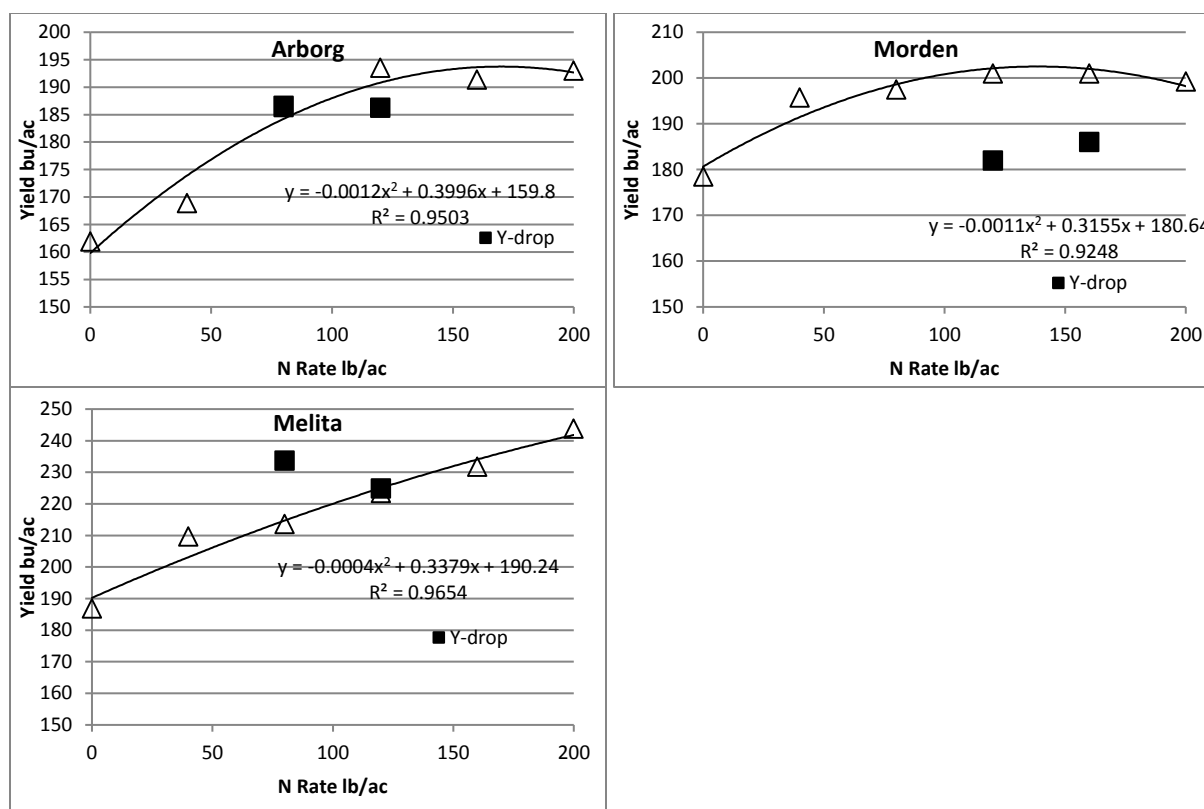 Arborg
200
195
190
185
180
175
170
165
160
155
150
Yield bu/ac
y = -0.0012x² + 0.3996x + 159.8
R² = 0.9503
Y-drop
0 50 100 150 200
N Rate lb/ac
Morden
210
200
190
180
170
160
150
Yield bu/ac
y = -0.0011x² + 0.3155x + 180.64
R² = 0.9248
Y-drop
0 50 100 150 200
N Rate lb/ac
Melita
250
240
230
220
210
200
190
180
170
160
150
Yield bu/ac
y = -0.0004x² + 0.3379x + 190.24
R² = 0.9654
Y-drop
0 50 100 150 200
N Rate lb/ac